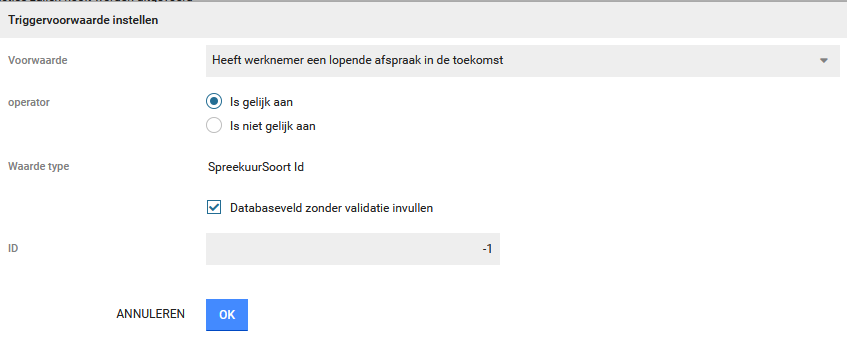 Triggervoorwaarde instellen
Voorwaarde
Heeft werknemer een lopende afspraak in de toekomst
operator
Is gelijk aan
Is niet gelijk aan
Waarde type
SpreekuurSoort Id
Databaseveld zonder validatie invullen
ID
-1
ANNULEREN
OK